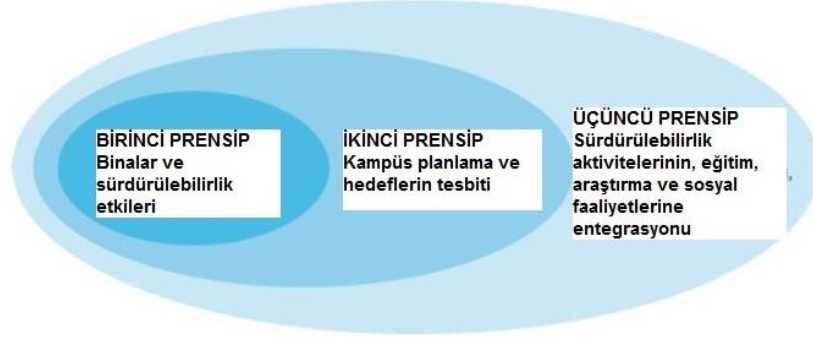 BİRİNCİ PRENSİP
Binalar ve
sürdürülebilirlik
etkileri
İKİNCİ PRENSİP
Kampüs planlama ve
hedeflerin tesbiti
ÜÇÜNCÜ PRENSİP
Sürdürülebilirlik
aktivitelerinin, eğitim,
araştırma ve sosyal
faaliyetlerine
entegrasyonu